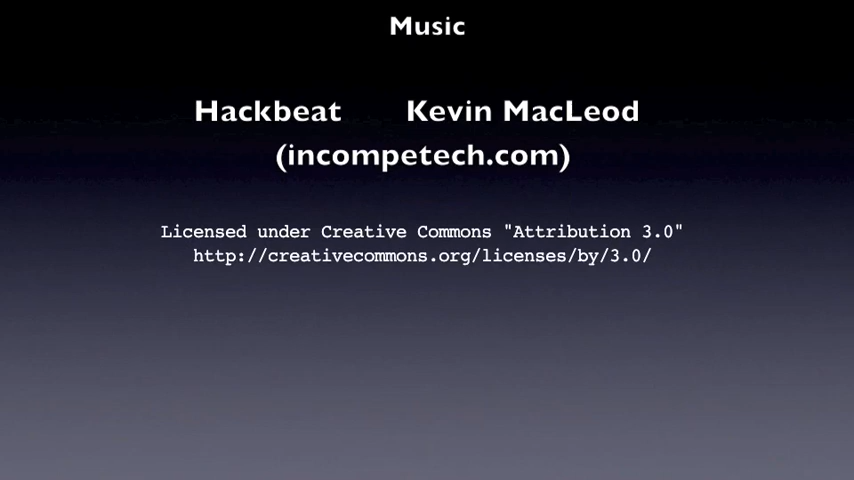 Music
Hackbeat Kevin MacLeod
(incompetech.com)
Licensed under Creative Commons "Attribution 3.0"
http://creativecommons.org/licenses/by/3.0/